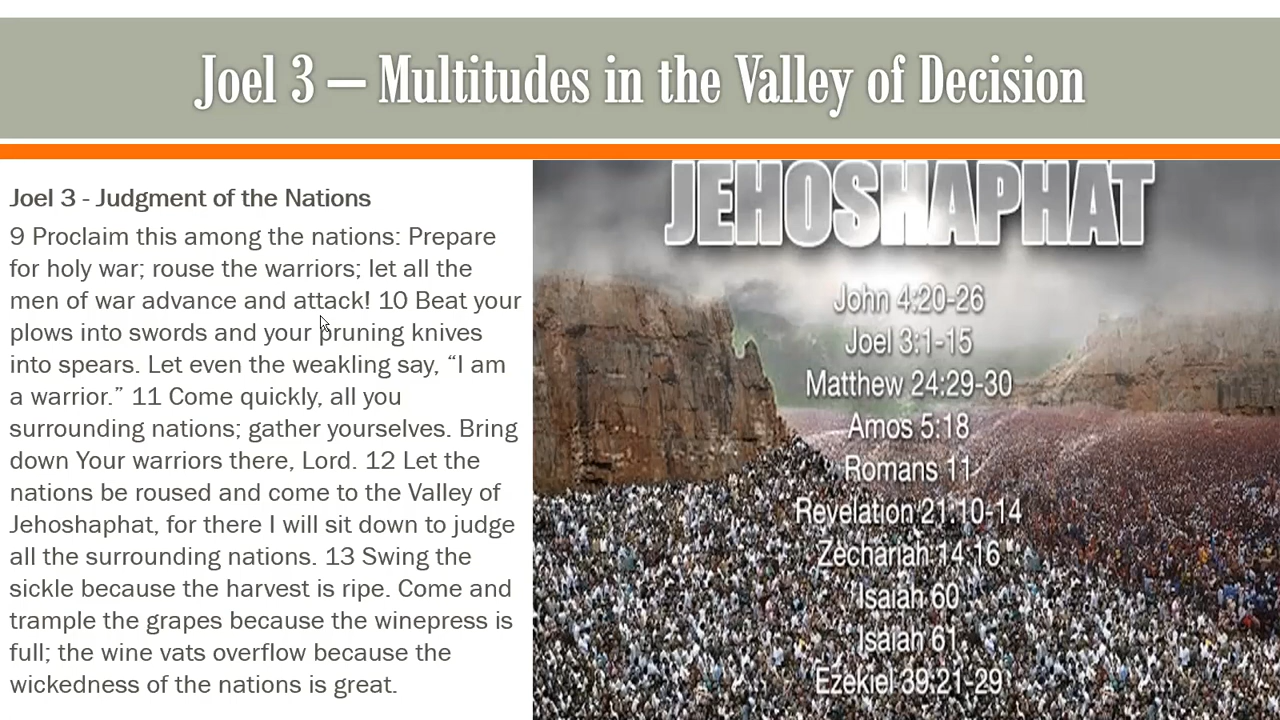 Joel 3 – Multitudes in the Valley of Decision
Joel 3 - Judgment of the Nations
9 Proclaim this among the nations: Prepare
for holy war; rouse the warriors; let all the
men of war advance and attack! 10 Beat your
plows into swords and your pruning knives
into spears. Let even the weakling say, “I am
a warrior.” 11 Come quickly, all you
surrounding nations; gather yourselves. Bring
down Your warriors there, Lord. 12 Let the
nations be roused and come to the Valley of
Jehoshaphat, for there I will sit down to judge
all the surrounding nations. 13 Swing the
sickle because the harvest is ripe. Come and
trample the grapes because the winepress is
full; the wine vats overflow because the
wickedness of the nations is great.
JEHOSHAPHAT
John 4:20-26
Joel 3:1-15
Matthew 24:29-30
Amos 5:18
Romans 11
Revelation 21:10-14
Zechariah 14:16
Isaiah 60
Isaiah 61
Ezekiel 39:21-29